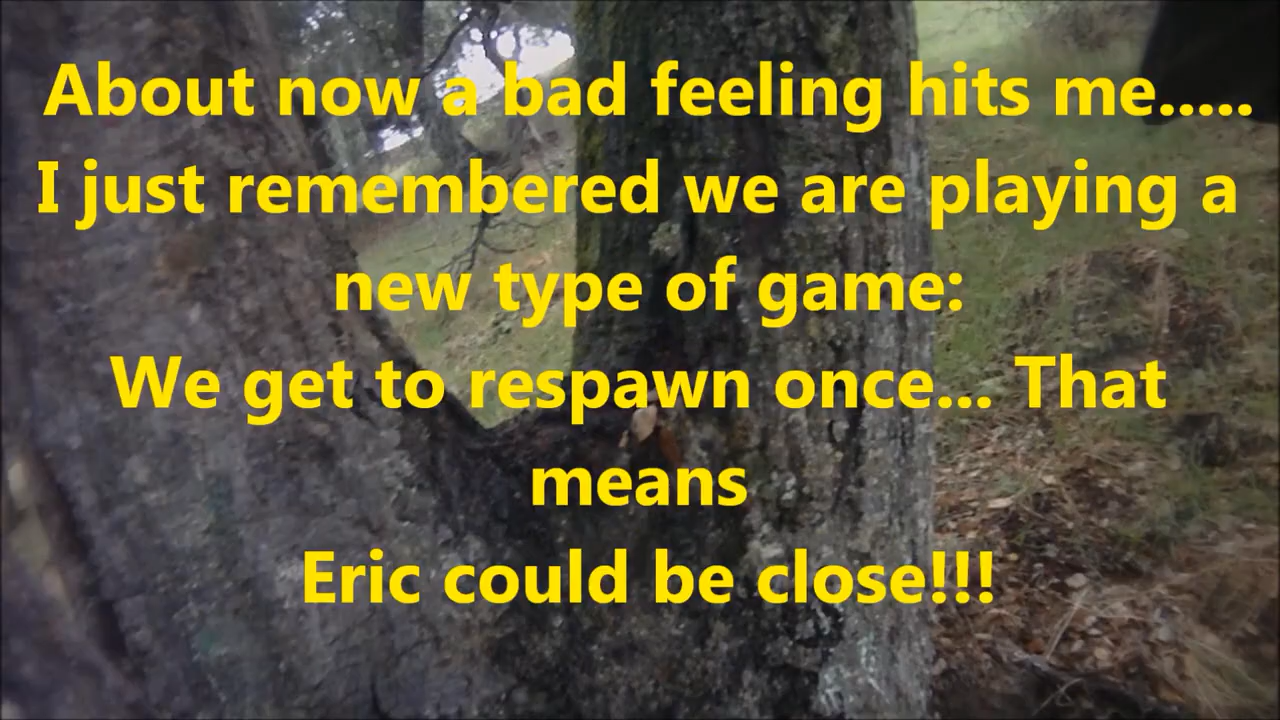 About now a bad feeling hits me.....
I just remembered we are playing a
new type of game:
We get to respawn once... That
means
Eric could be close!!!